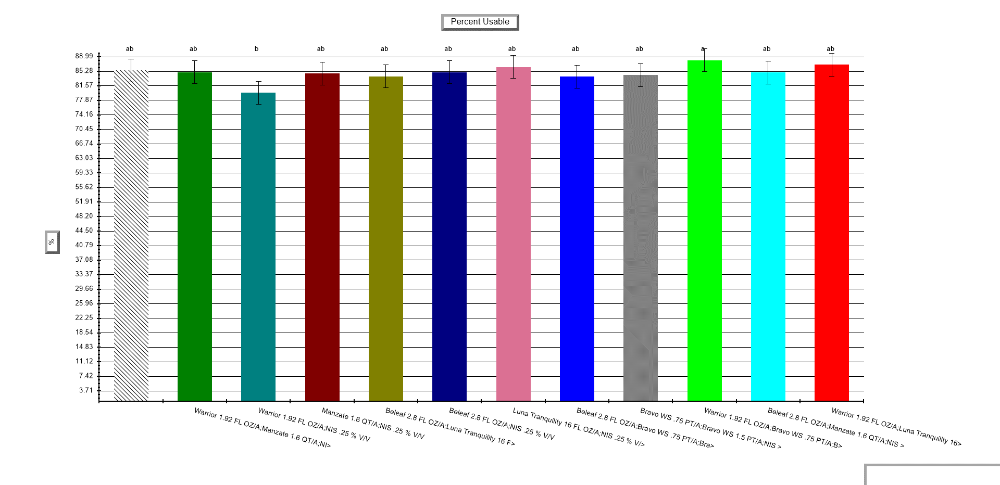 Percent Usable
ab ab b ab ab ab ab ab ab a ab ab
88.99
85.28
81.57
77.87
74.16
70.45
66.74
63.03
59.33
55.62
51.91
48.20
44.50
40.79
37.08
33.37
29.66
25.96
22.25
18.54
14.83
11.12
7.42
3.71
%
Warrior 1.92 FL OZ/A;Manzate 1.6 QT/A;NI>
Warrior 1.92 FL OZ/A;NIS .25 % V/V
Manzate 1.6 QT/A;NIS .25 % V/V
Beleaf 2.8 FL OZ/A;Luna Tranquility 16 F>
Beleaf 2.8 FL OZ/A;NIS .25 % V/V
Luna Tranquility 16 FL OZ/A;NIS .25 % V/>
Beleaf 2.8 FL OZ/A;Bravo WS .75 PT/A;Bra>
Bravo WS .75 PT/A;Bravo WS 1.5 PT/A;NIS >
Warrior 1.92 FL OZ/A;Bravo WS .75 PT/A;B>
Beleaf 2.8 FL OZ/A;Manzate 1.6 QT/A;NIS >
Warrior 1.92 FL OZ/A;Luna Tranquility 16>